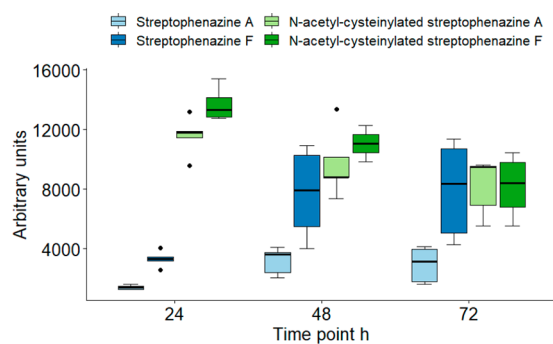 Streptophenazine A N-acetyl-cysteinylated streptophenazine A
Streptophenazine F N-acetyl-cysteinylated streptophenazine F
16000
12000
8000
4000
Arbitrary units
24 48 72
Time point h